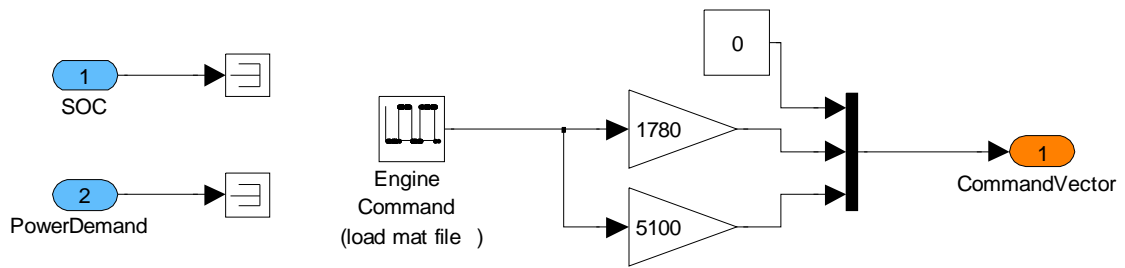 1
SOC
2
PowerDemand
Engine
Command
(load mat file )
1780
5100
0
1
CommandVector